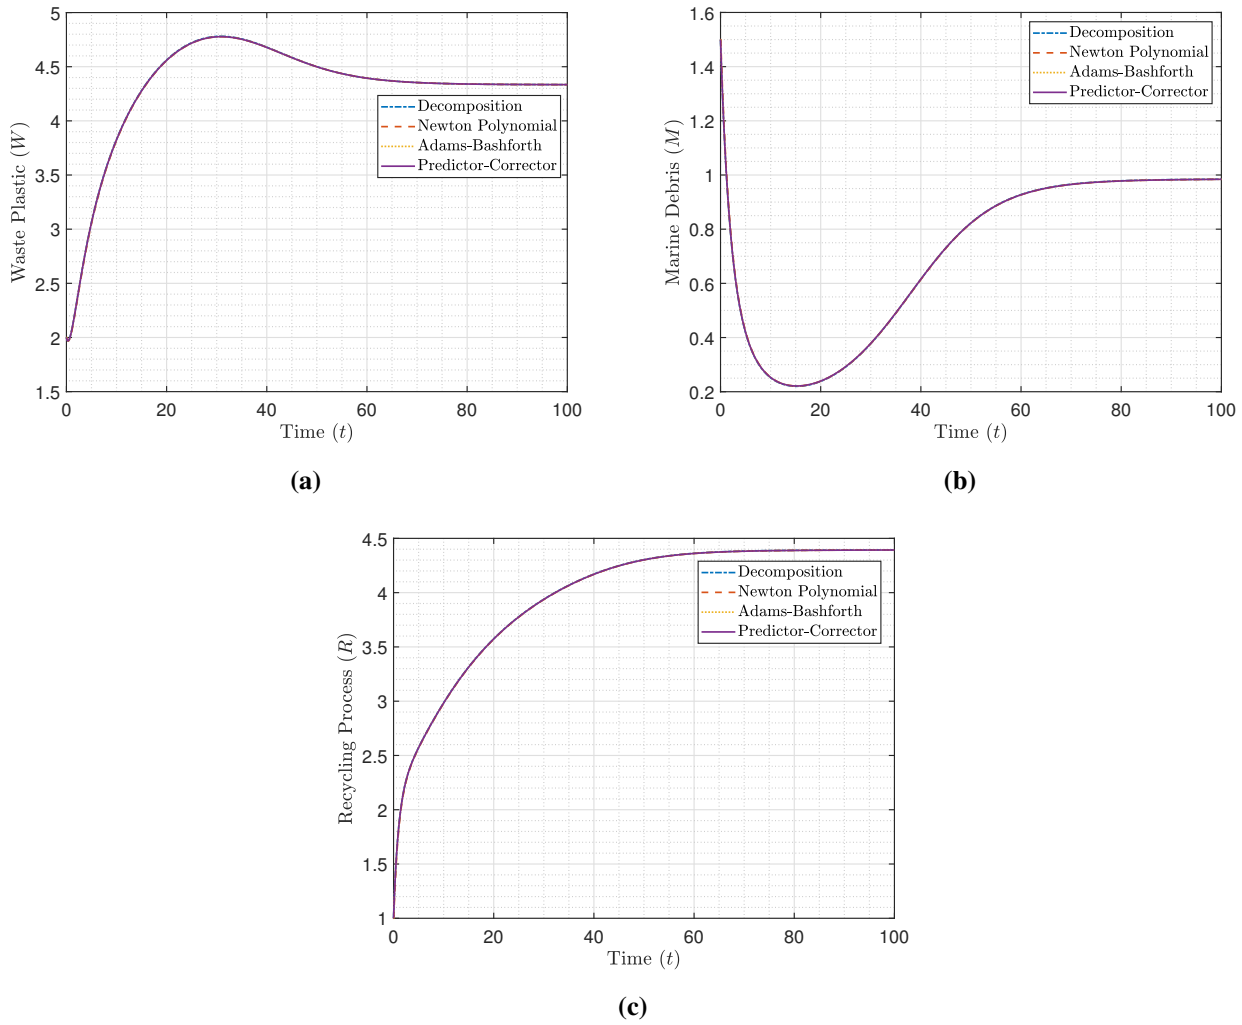 5
4.5
4
3.5
3
2.5
2
1.5
0
20
40
60
80
100
Waste Plastic (W)
Time (t)
Decomposition
Newton Polynomial
Adams-Bashforth
Predictor-Corrector
(a)
1.6
1.4
1.2
1
0.8
0.6
0.4
0.2
0
20
40
60
80
100
Marine Debris (M)
Time (t)
Decomposition
Newton Polynomial
Adams-Bashforth
Predictor-Corrector
(b)
4.5
4
3.5
3
2.5
2
1.5
1
0
20
40
60
80
100
Recycling Process (R)
Time (t)
Decomposition
Newton Polynomial
Adams-Bashforth
Predictor-Corrector
(c)